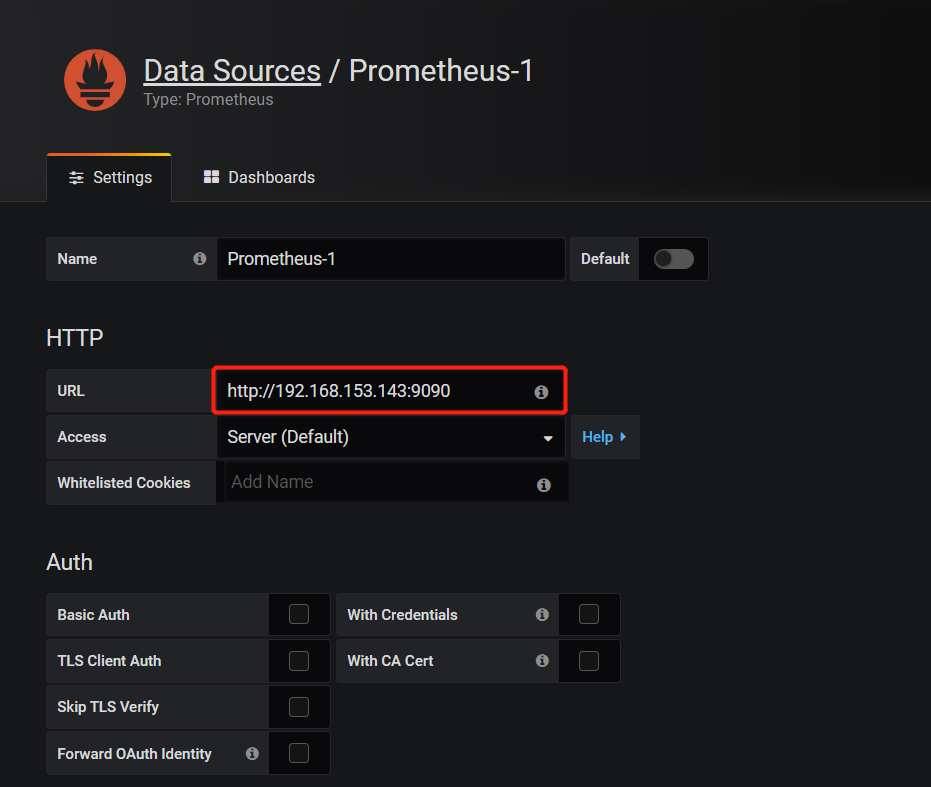 Data Sources / Prometheus-1
Type: Prometheus
Settings
Dashboards
Name
Prometheus-1
Default
HTTP
URL
http://192.168.153.143:9090
Access
Server (Default)
Help
Whitelisted Cookies
Add Name
Auth
Basic Auth
With Credentials
TLS Client Auth
With CA Cert
Skip TLS Verify
Forward OAuth Identity